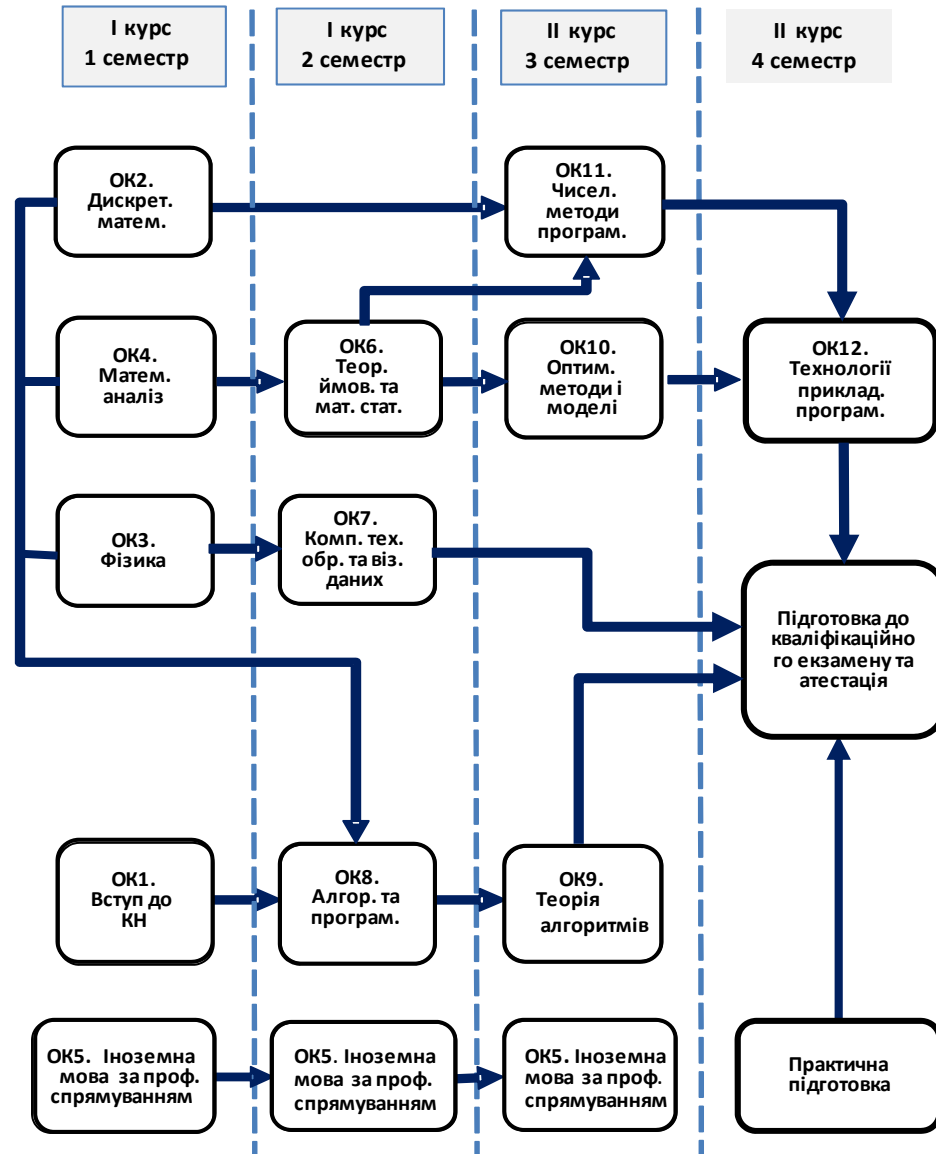 І курс
1 семестр
І курс
2 семестр
ІІ курс
3 семестр
ІІ курс
4 семестр
ОК2.
Дискрет.
матем.
ОК11.
Чисел.
методи
програм.
ОК4.
Матем.
аналіз
ОК6.
Теор.
ймов. та
мат. стат.
ОК10.
Оптим.
методи і
моделі
ОК12.
Технології
приклад.
програм.
ОК3.
Фізика
ОК7.
Комп. тех.
обр. та віз.
даних
Підготовка до
кваліфікаційно
го екзамену та
атестація
ОК1.
Вступ до
КН
ОК8.
Алгор. та
програм.
ОК9.
Теорія
алгоритмів
ОК5. Іноземна
мова за проф.
спрямуванням
ОК5. Іноземна
мова за проф.
спрямуванням
ОК5. Іноземна
мова за проф.
спрямуванням
Практична
підготовка